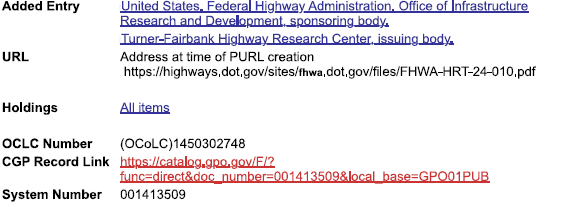 Added Entry United States, Federal Highway Administration, Office of Infrastructure
Research and Development, sponsoring body.
Turner-Fairbank Highway Research Center, issuing body.
URL Address at time of PURL creation
https://highways,dot,gov/sites/fhwa,dot,gov/files/FHWA-HRT-24-010,pdf
Holdings All items
OCLC Number (OCoLC)1450302748
CGP Record Link https://catalog.gpo.gov/F/?
func=direct&doc_number=001413509&local_base=GPO01PUB
System Number 001413509